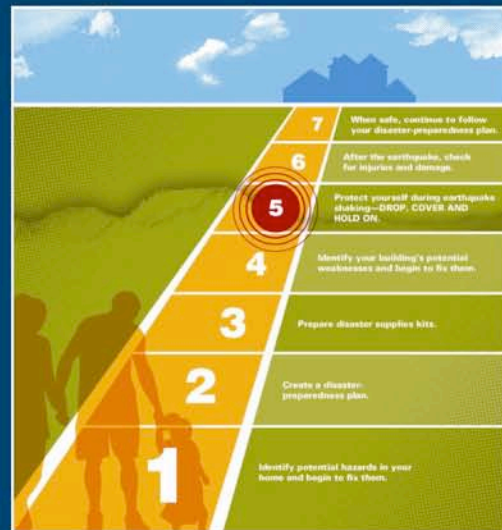 7
When safe, continue to follow
your disaster-preparedness plan.
6
After the earthquake, check
for injuries and damage.
5
Protect yourself during earthquake
shaking—DROP, COVER AND
HOLD ON.
4
Identify your building's potential
weaknesses and begin to fix them.
3
Prepare disaster supplies kits.
2
Create a disaster-
preparedness plan.
1
Identify potential hazards in your
home and begin to fix them.